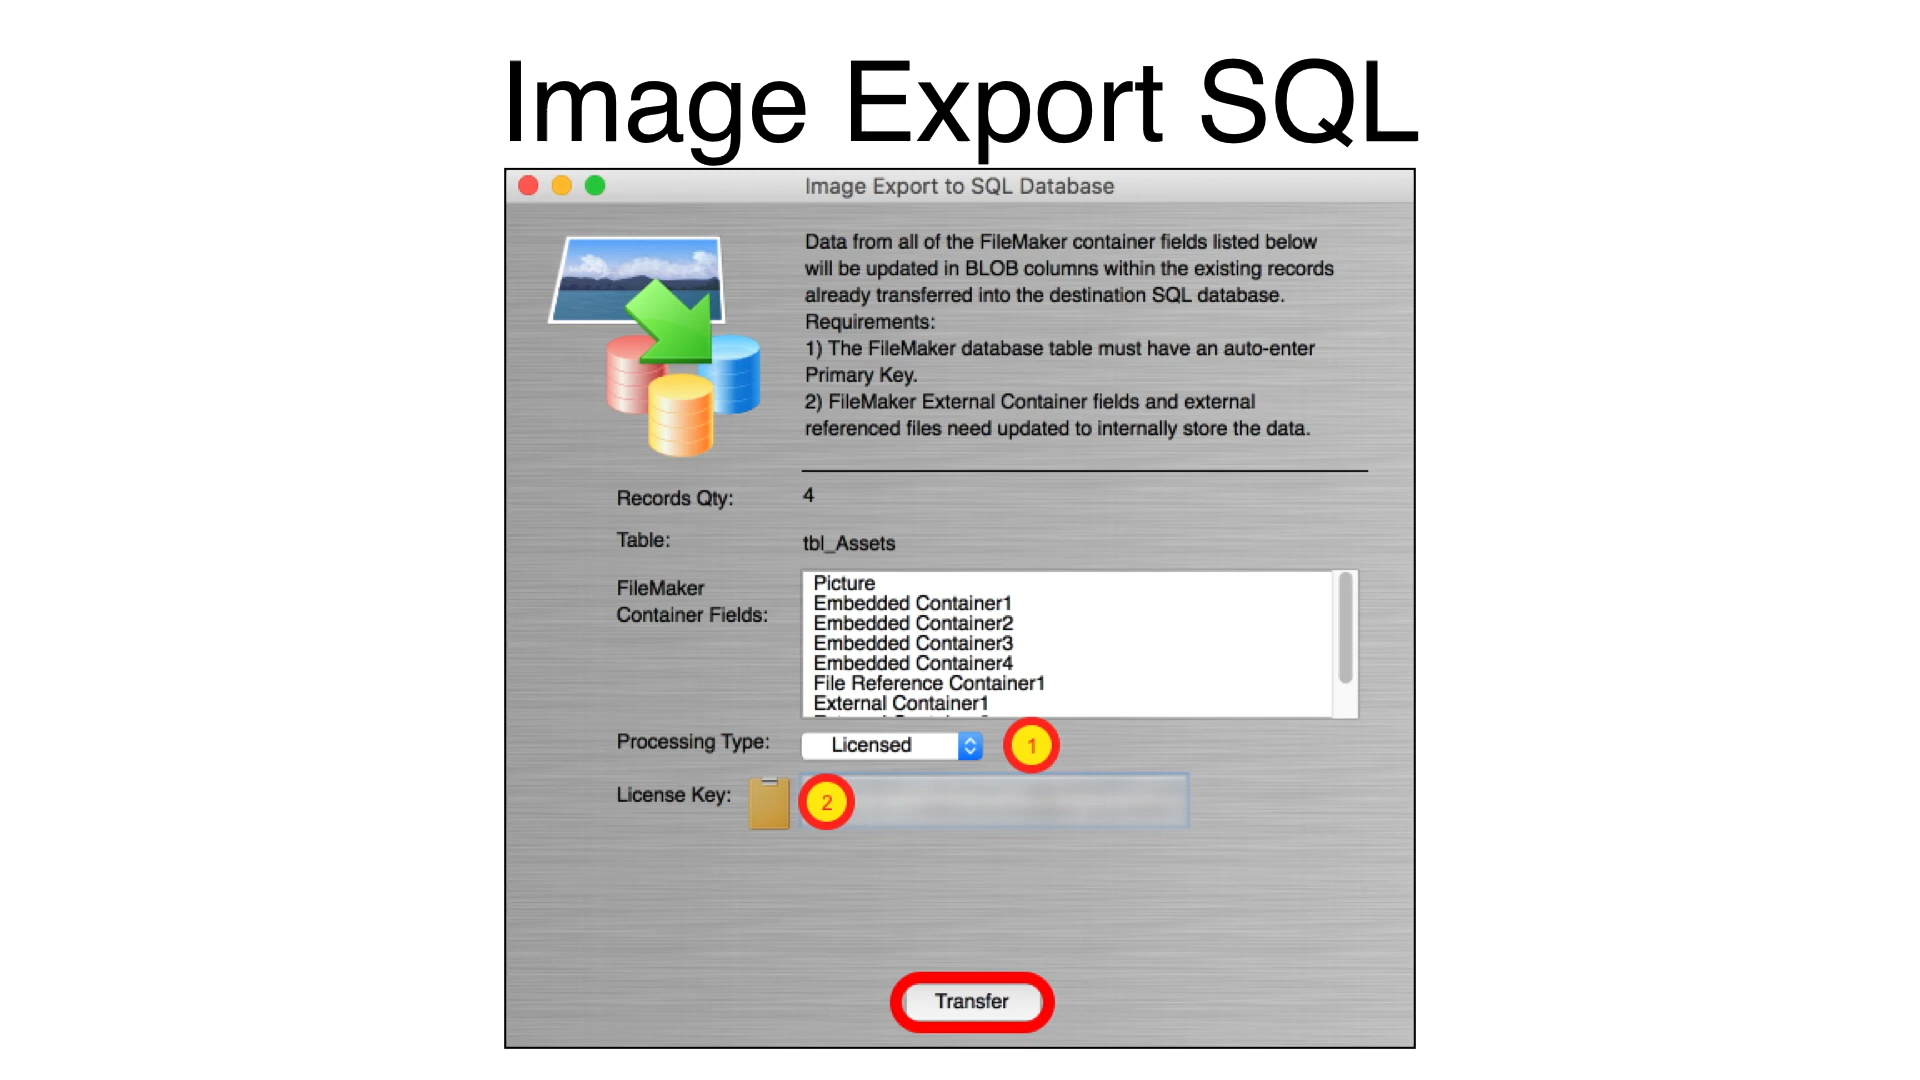 Image Export SQL
Image Export to SQL Database
Data from all of the FileMaker container fields listed below
will be updated in BLOB columns within the existing records
already transferred into the destination SQL database.
Requirements:
1) The FileMaker database table must have an auto-enter
Primary Key.
2) FileMaker External Container fields and external
referenced files need updated to internally store the data.
Records Qty: 4
Table: tbl_Assets
FileMaker
Container Fields:
Picture
Embedded Container1
Embedded Container2
Embedded Container3
Embedded Container4
File Reference Container1
External Container1
Processing Type: Licensed 1
License Key: 2
Transfer